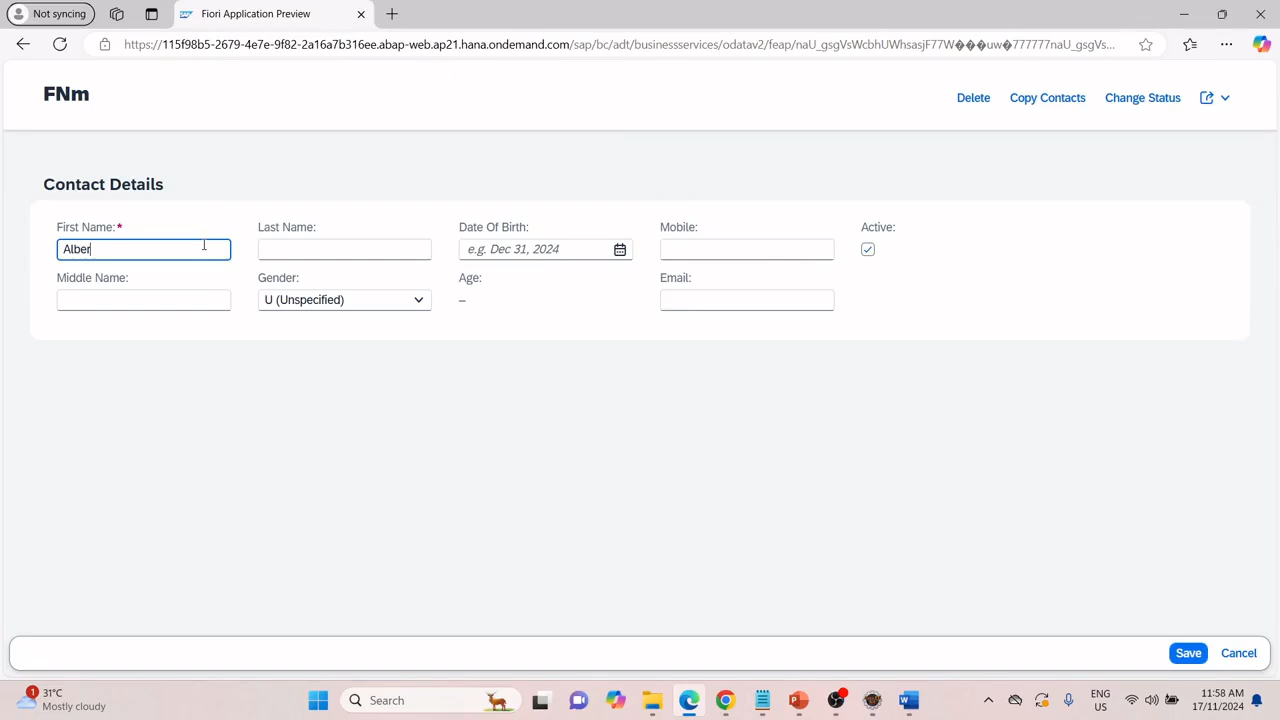 Not syncing
Fiori Application Preview
https://115f98b5-2679-4e7e-9f82-2a16a7b316ee.abap-web.ap21.hana.ondemand.com/sap/bc/adt/businessservices/odatav2/feap/naU_gsgVsWcbhUWhsasjF77W���uw�777777naU_gsgVs...
FNm
Delete
Copy Contacts
Change Status
Contact Details
First Name:*
Last Name:
Date Of Birth:
Mobile:
Active:
Alber
e.g. Dec 31, 2024
Middle Name:
Gender:
Age:
Email:
U (Unspecified)
–
Save
Cancel
1
31°C
Mostly cloudy
Search
ENG
US
11:58 AM
17/11/2024